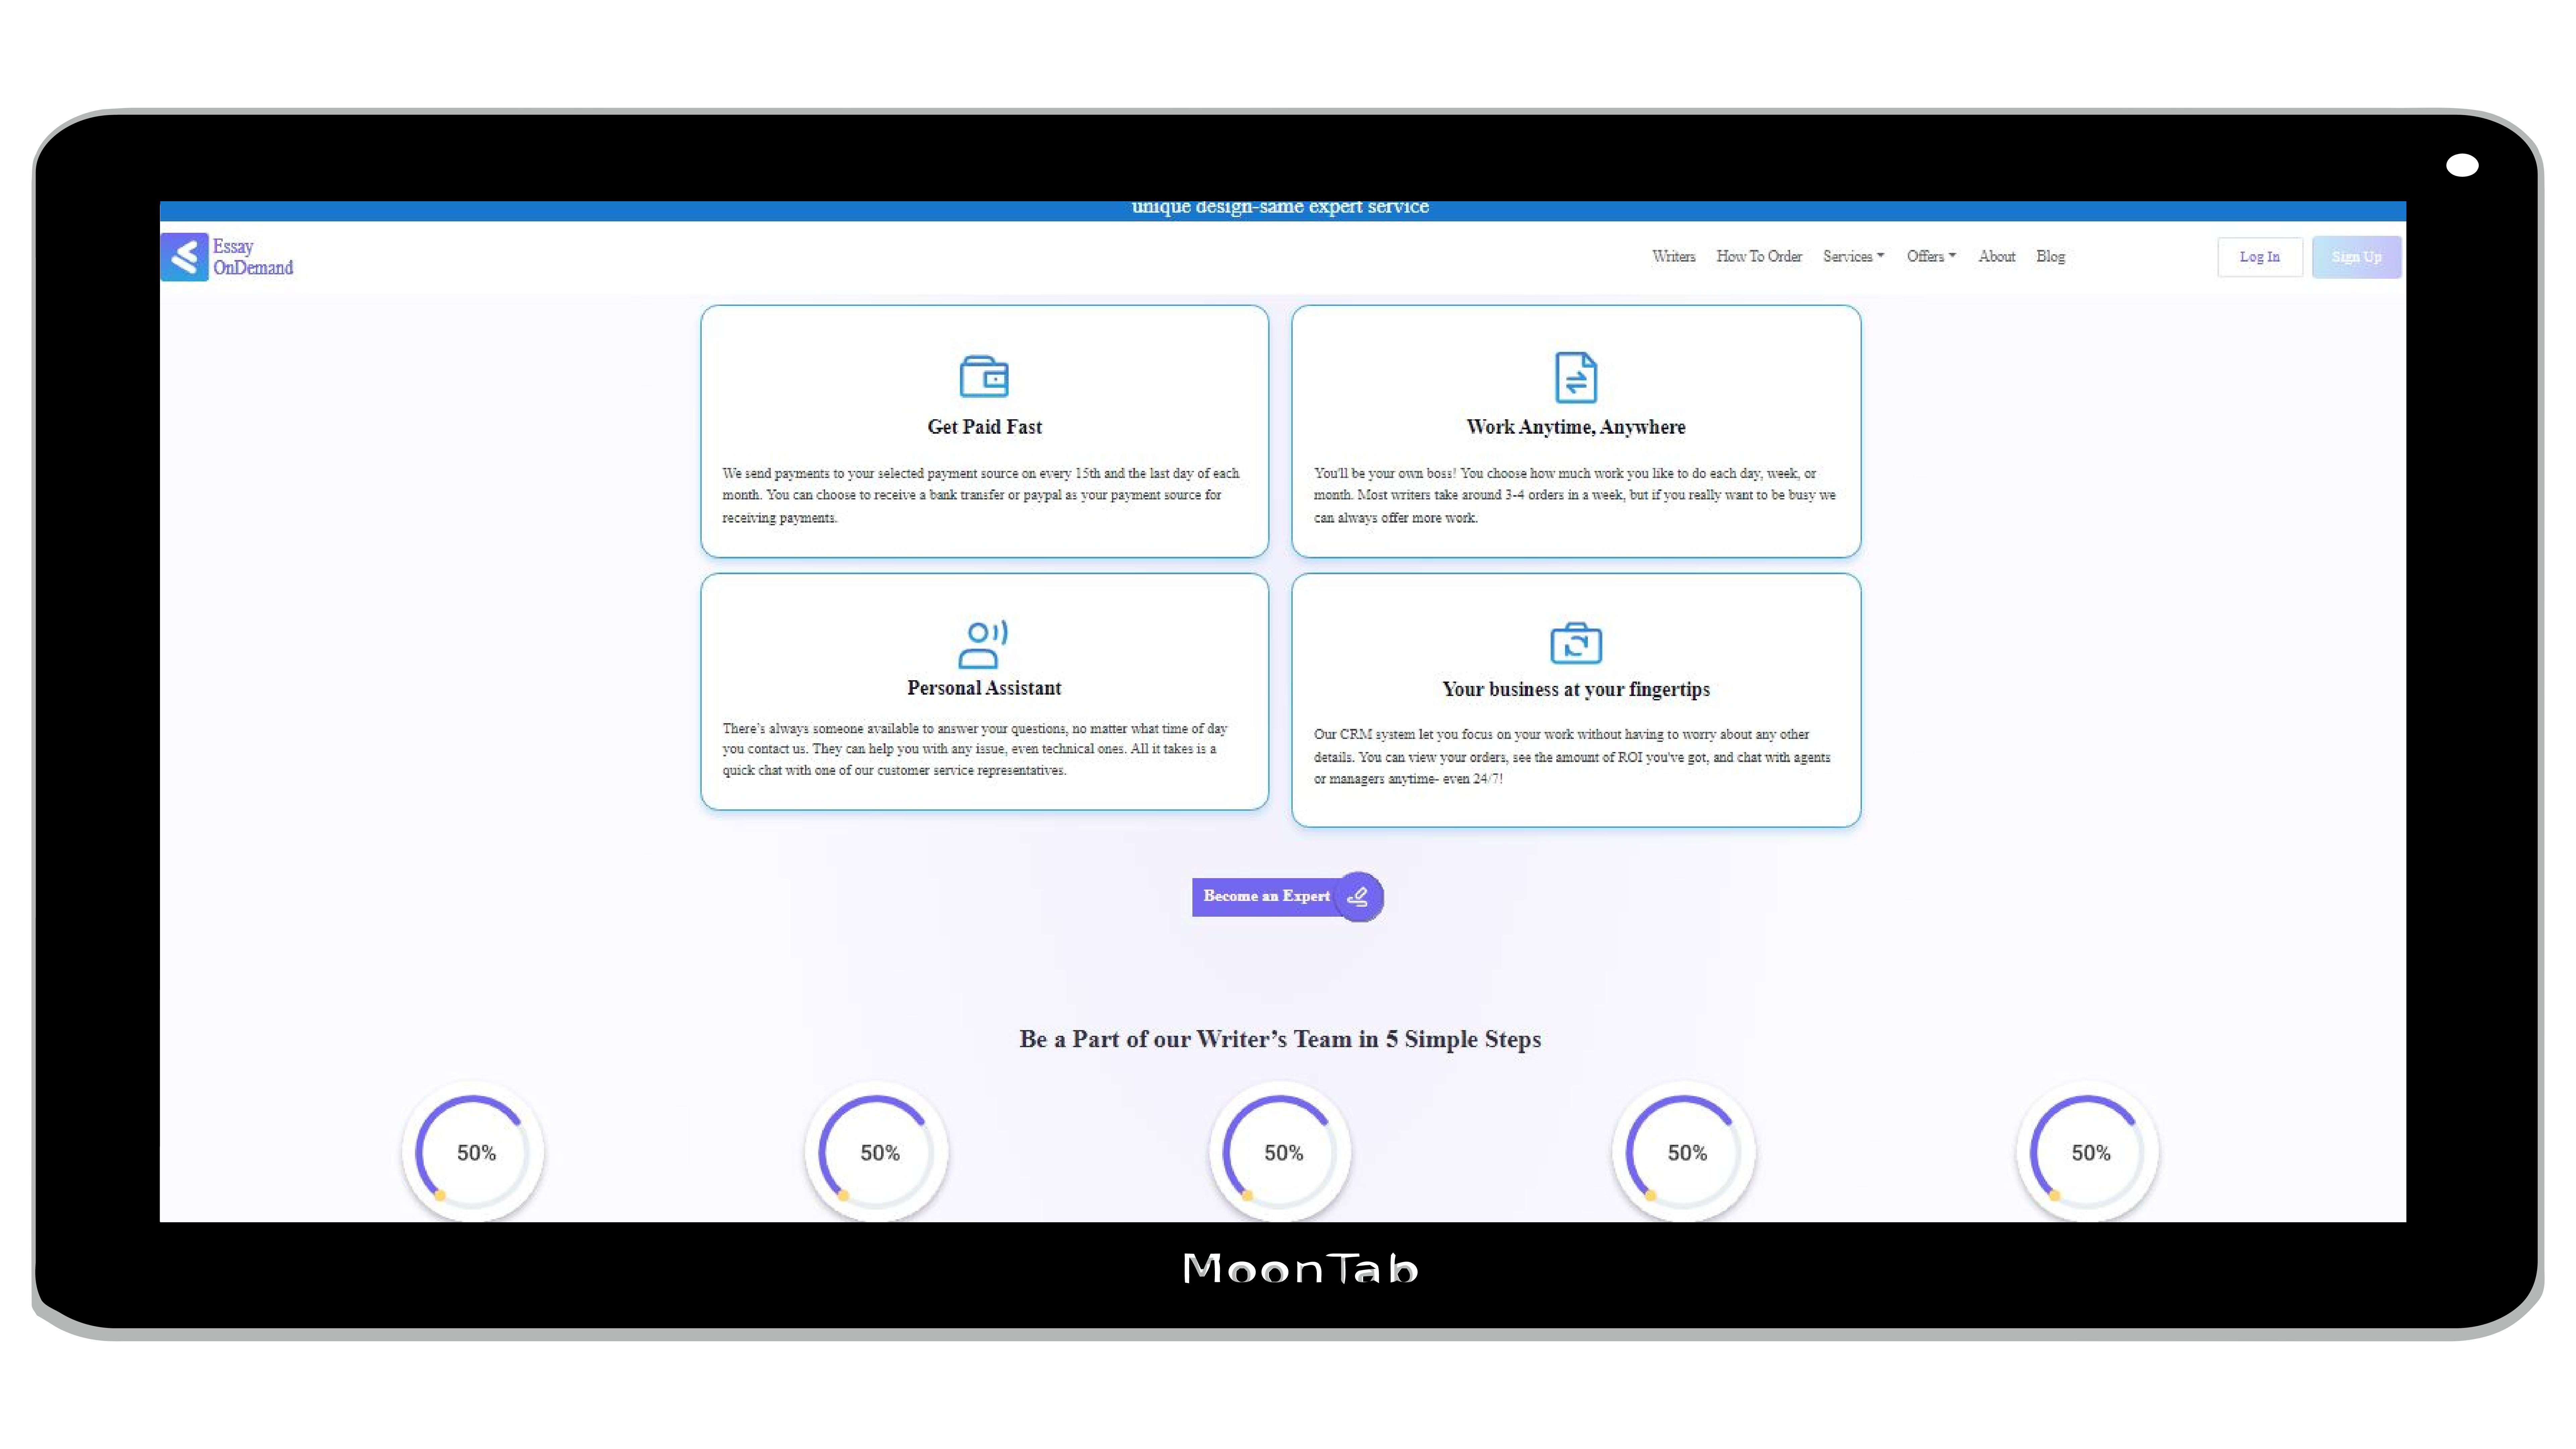 unique design-same expert service
Essay
OnDemand
Writers How To Order Services Offers About Blog Log In Sign Up
Get Paid Fast
We send payments to your selected payment source on every 15th and the last day of each
month. You can choose to receive a bank transfer or paypal as your payment source for
receiving payments.
Work Anytime, Anywhere
You'll be your own boss! You choose how much work you like to do each day, week, or
month. Most writers take around 3-4 orders in a week, but if you really want to be busy we
can always offer more work.
Personal Assistant
There's always someone available to answer your questions, no matter what time of day
you contact us. They can help you with any issue, even technical ones. All it takes is a
quick chat with one of our customer service representatives.
Your business at your fingertips
Our CRM system let you focus on your work without having to worry about any other
details. You can view your orders, see the amount of ROI you've got, and chat with agents
or managers anytime- even 24/7!
Become an Expert
Be a Part of our Writer’s Team in 5 Simple Steps
50% 50% 50% 50% 50%
MoonTab